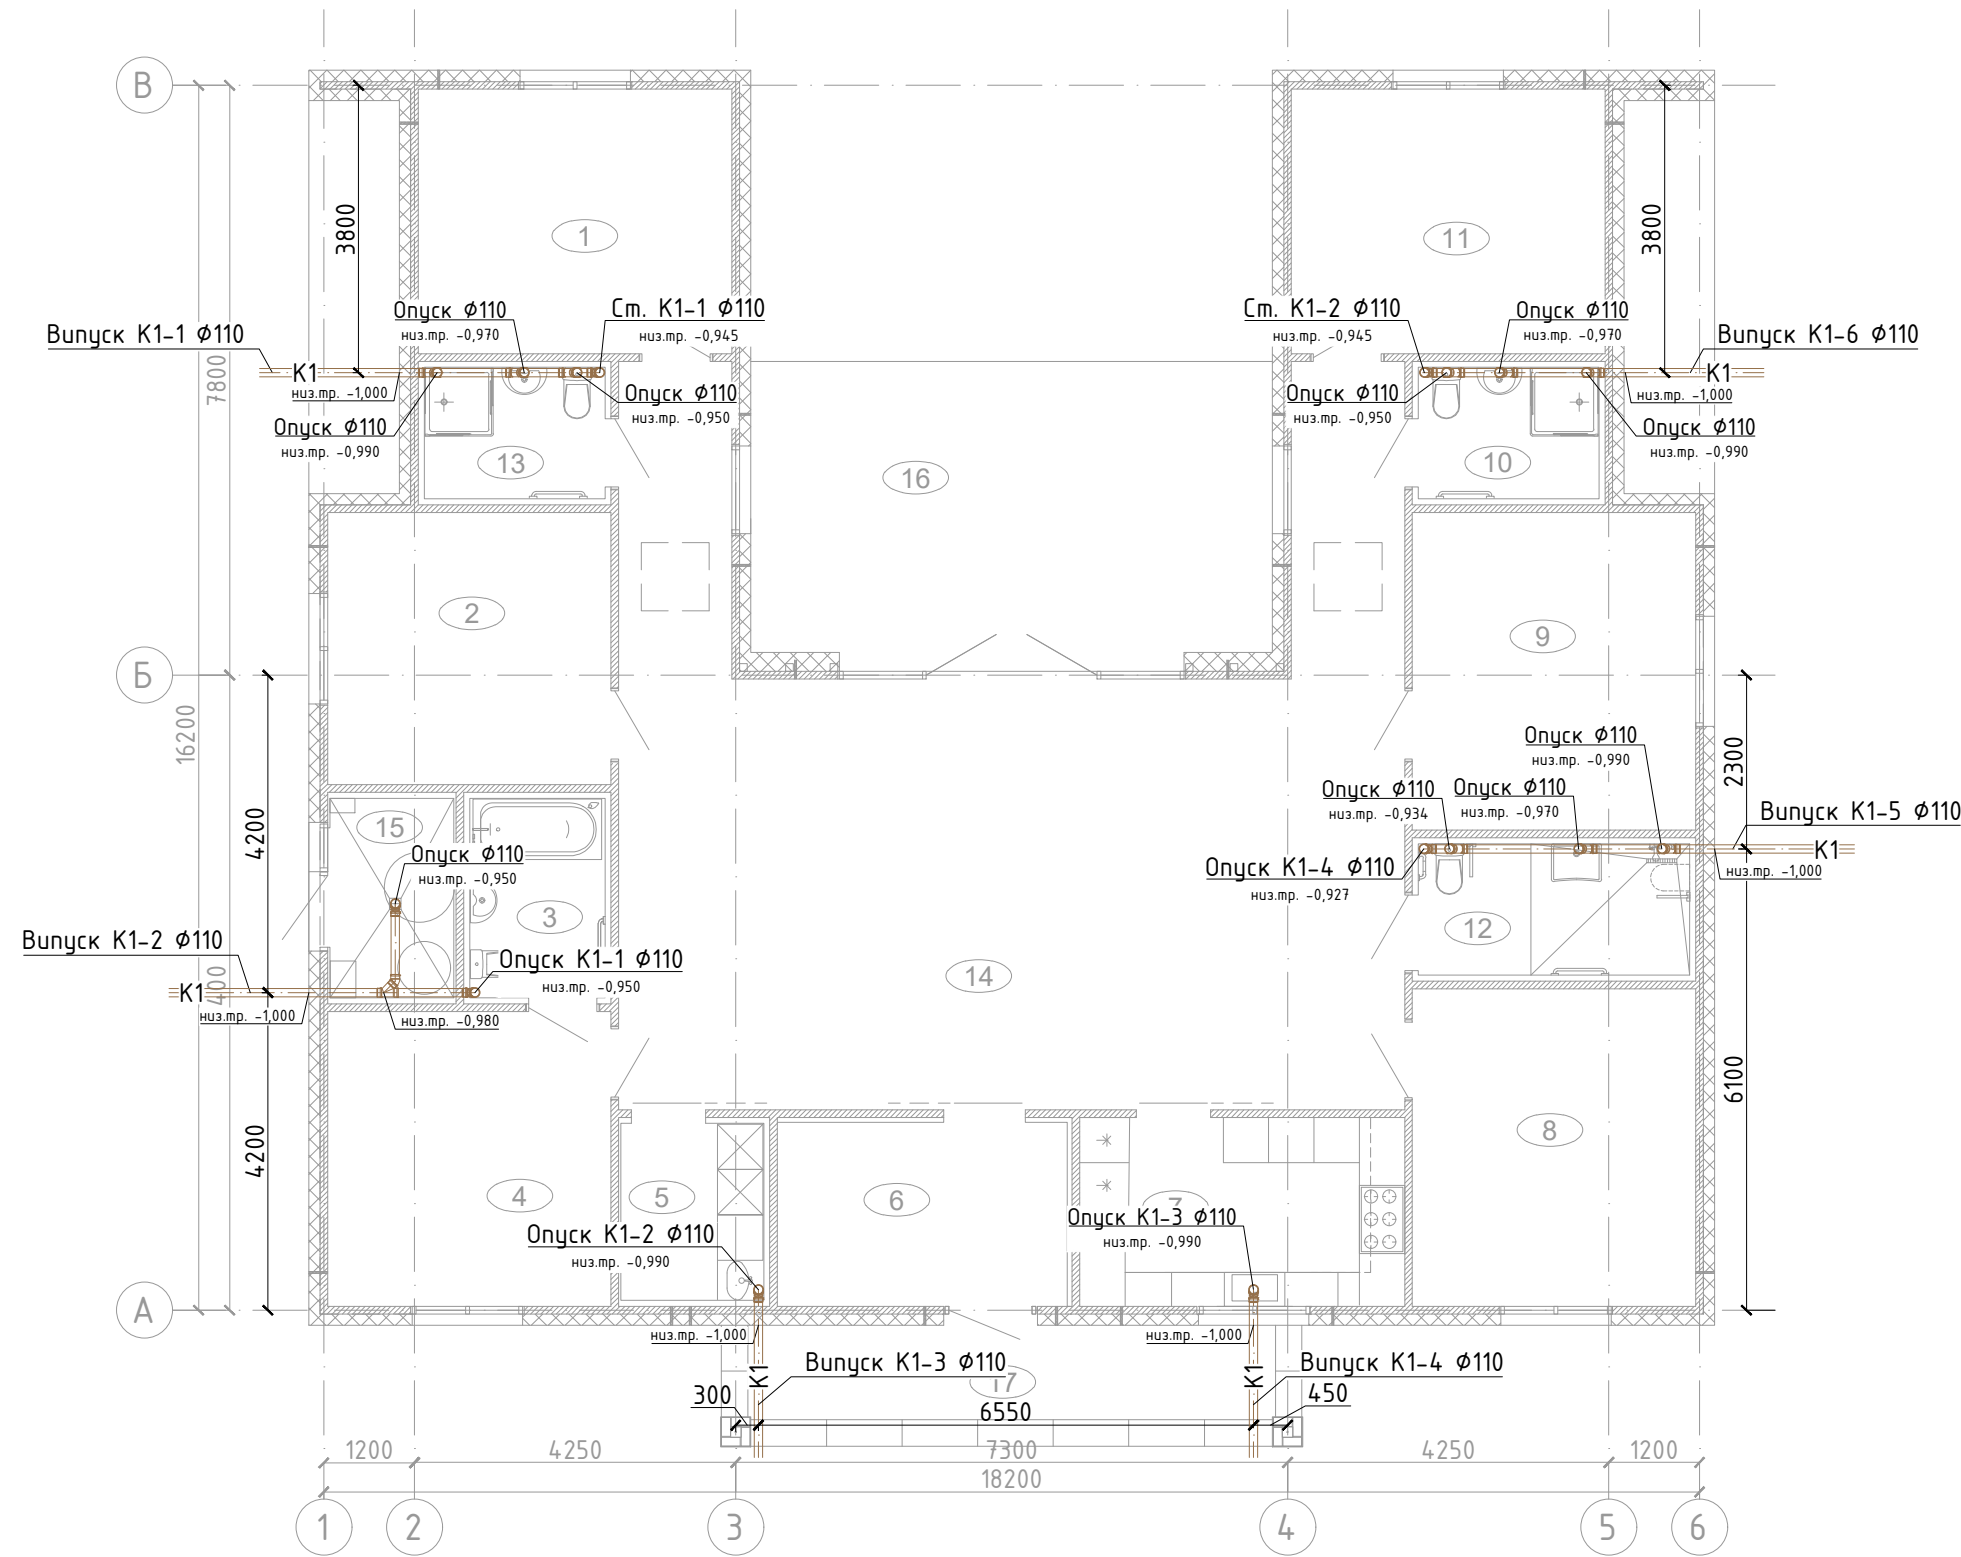 В
3800
3800
1
11
Опуск Ø110
низ.тр. -0,970
Ст. К1-1 Ø110
низ.тр. -0,945
Ст. К1-2 Ø110
низ.тр. -0,945
Опуск Ø110
низ.тр. -0,970
Випуск К1-1 Ø110
Випуск К1-6 Ø110
К1
низ.тр. -1,000
К1
низ.тр. -1,000
7800
Опуск Ø110
низ.тр. -0,950
Опуск Ø110
низ.тр. -0,950
Опуск Ø110
низ.тр. -0,990
Опуск Ø110
низ.тр. -0,990
13
16
10
2
9
Б
16200
Опуск Ø110
низ.тр. -0,990
2300
Опуск Ø110
низ.тр. -0,934
Опуск Ø110
низ.тр. -0,970
Випуск К1-5 Ø110
4200
15
Опуск Ø110
низ.тр. -0,950
К1
Опуск К1-4 Ø110
низ.тр. -0,927
низ.тр. -1,000
3
12
Випуск К1-2 Ø110
Опуск К1-1 Ø110
низ.тр. -0,950
14
8400
К1
низ.тр. -1,000
низ.тр. -0,980
6100
4200
8
4
5
6
7
Опуск К1-2 Ø110
низ.тр. -0,990
Опуск К1-3 Ø110
низ.тр. -0,990
А
низ.тр. -1,000
низ.тр. -1,000
К1
Випуск К1-3 Ø110
К1
Випуск К1-4 Ø110
17
300
6550
450
1200
4250
7300
4250
1200
18200
1
2
3
4
5
6